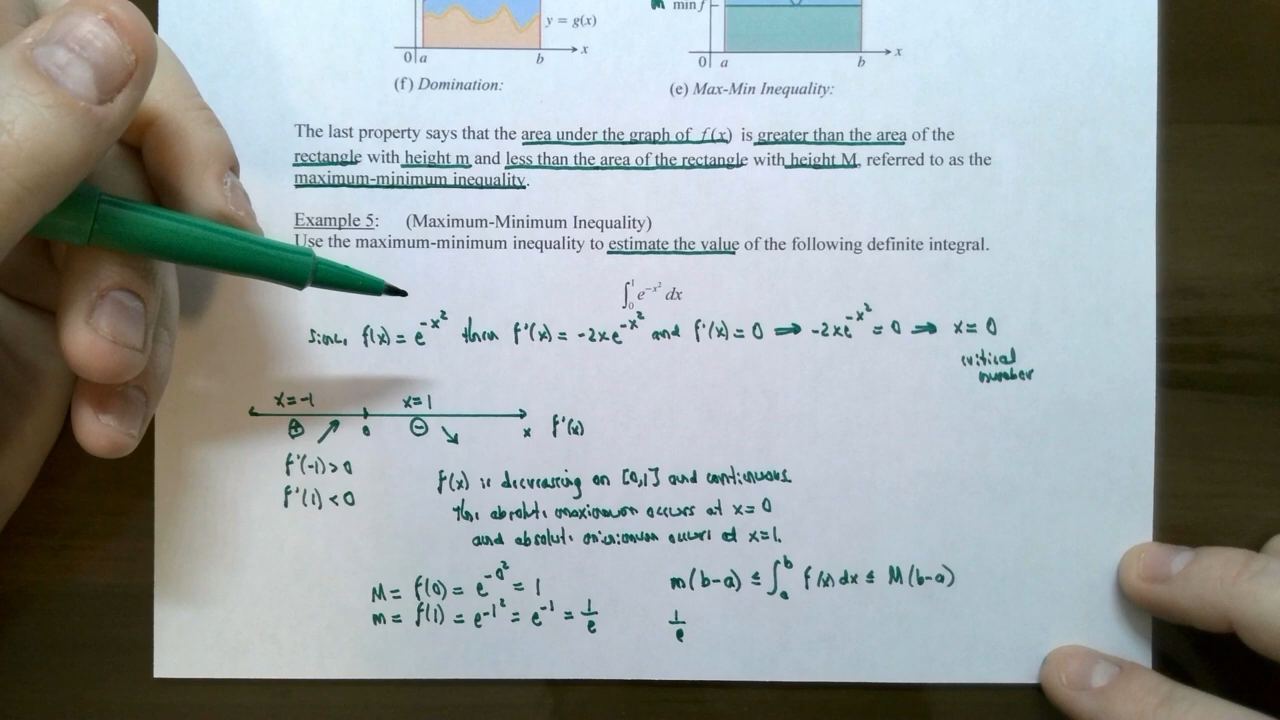 y = g(x)
m min f
0 a b x
0 a b x
(f) Domination:
(e) Max-Min Inequality:
The last property says that the area under the graph of f(x) is greater than the area of the
rectangle with height m and less than the area of the rectangle with height M, referred to as the
maximum-minimum inequality.
Example 5: (Maximum-Minimum Inequality)
Use the maximum-minimum inequality to estimate the value of the following definite integral.
∫₀¹ e^(-x²) dx
Since f(x) = e^(-x²) then f'(x) = -2xe^(-x²) and f'(x) = 0 ⇒ -2xe^(-x²) = 0 ⇒ x = 0
critical
number
x=-1 x=1
⊕ ↗ 0 ⊖ ↘ x f'(x)
f'(-1) > 0
f'(1) < 0
f(x) is decreasing on [0,1] and continuous.
The absolute maximum occurs at x=0
and absolute minimum occurs at x=1.
M = f(0) = e^(-0²) = 1
m = f(1) = e^(-1²) = e^(-1) = 1/e
m(b-a) ≤ ∫ₐᵇ f(x) dx ≤ M(b-a)
1/e